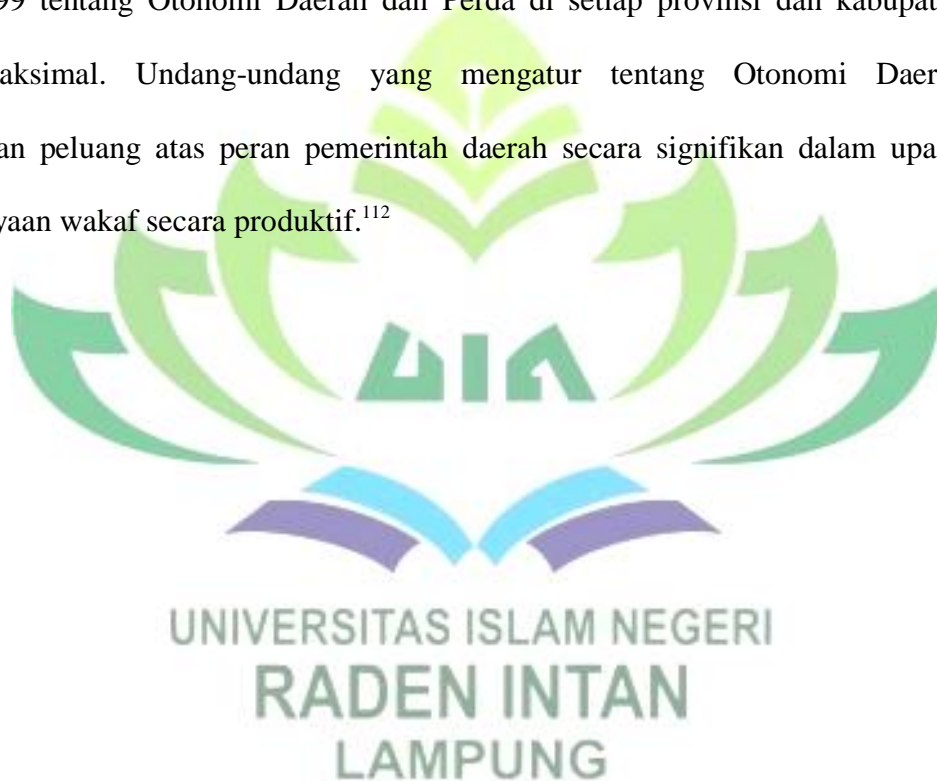 99 tentang Otonomi Daerah dan Perda di setiap provinsi dan kabupat
aksimal. Undang-undang yang mengatur tentang Otonomi Daer
an peluang atas peran pemerintah daerah secara signifikan dalam upa
yaan wakaf secara produktif.112
UIN
UNIVERSITAS ISLAM NEGERI
RADEN INTAN
LAMPUNG